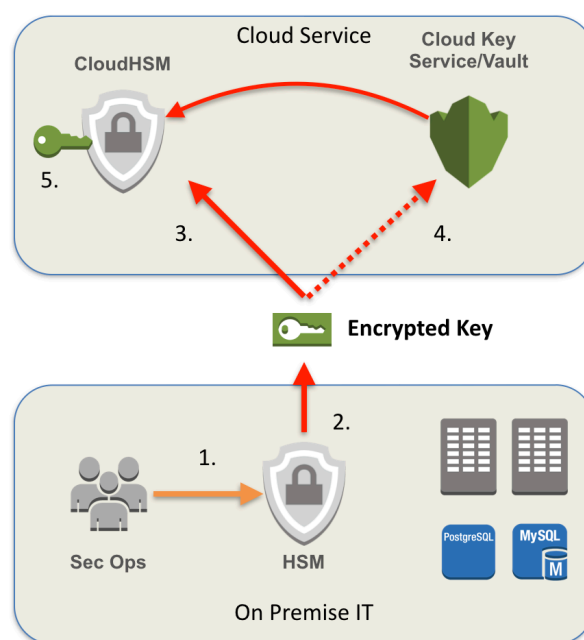 Cloud Service
CloudHSM
Cloud Key
Service/Vault
5.
3.
4.
Encrypted Key
2.
1.
Sec Ops
HSM
PostgreSQL
MySQL
M
On Premise IT